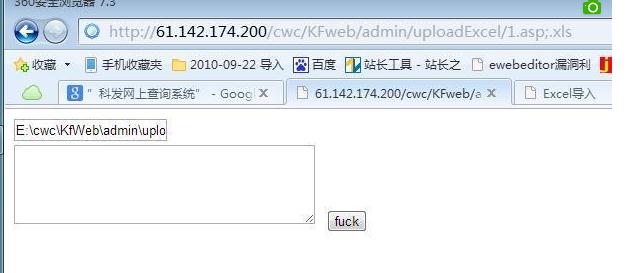 360安全浏览器 7.3
http://61.142.174.200/cwc/KFweb/admin/uploadExcel/1.asp;.xls
收藏 手机收藏夹 2010-09-22 导入 百度 站长工具 - 站长之 ewebeditor漏洞利
”科发网上查询系统” - Goog 61.142.174.200/cwc/KFweb/a Excel导入
E:\cwc\KfWeb\admin\uplo
fuck